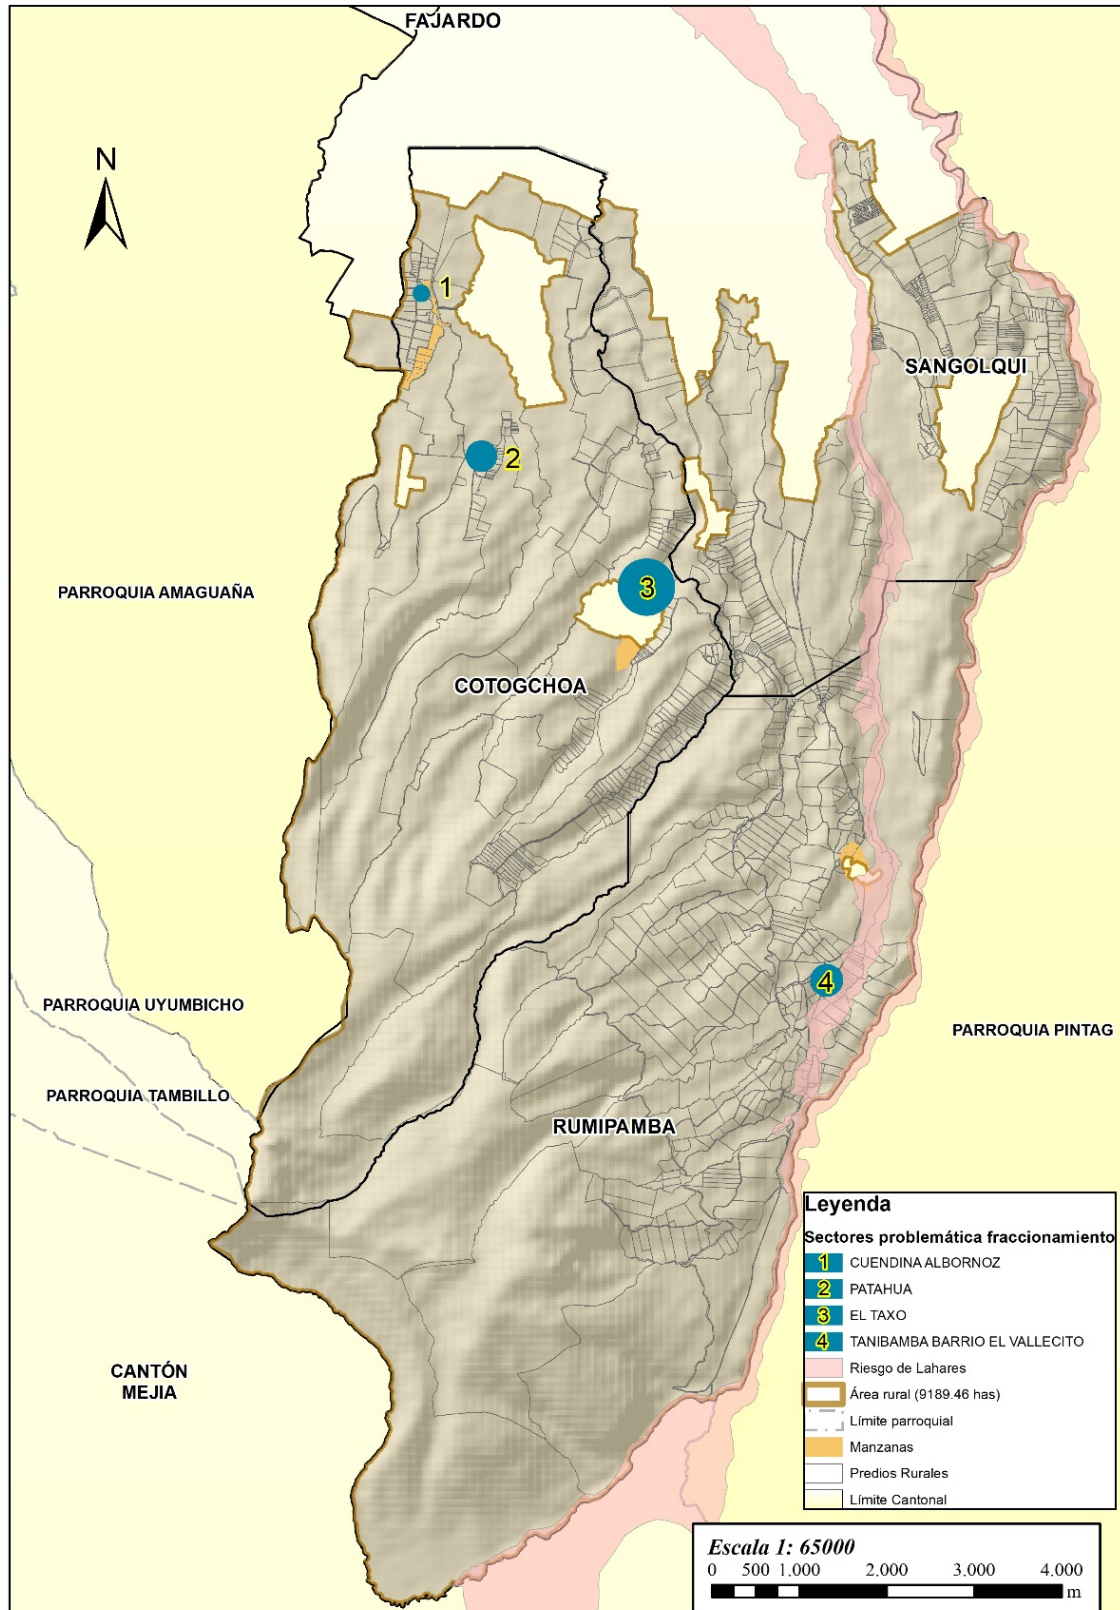 FAJARDO
N
1
SANGOLQUI
2
3
PARROQUIA AMAGUAÑA
COTOGCHOA
4
PARROQUIA UYUMBICHO
PARROQUIA PINTAG
PARROQUIA TAMBILLO
RUMIPAMBA
CANTÓN
MEJIA
Leyenda
Sectores problemática fraccionamiento
1 CUENDINA ALBORNOZ
2 PATAHUA
3 EL TAXO
4 TANIBAMBA BARRIO EL VALLECITO
Riesgo de Lahares
Área rural (9189.46 has)
Límite parroquial
Manzanas
Predios Rurales
Límite Cantonal
Escala 1: 65000
0 500 1.000 2.000 3.000 4.000
m